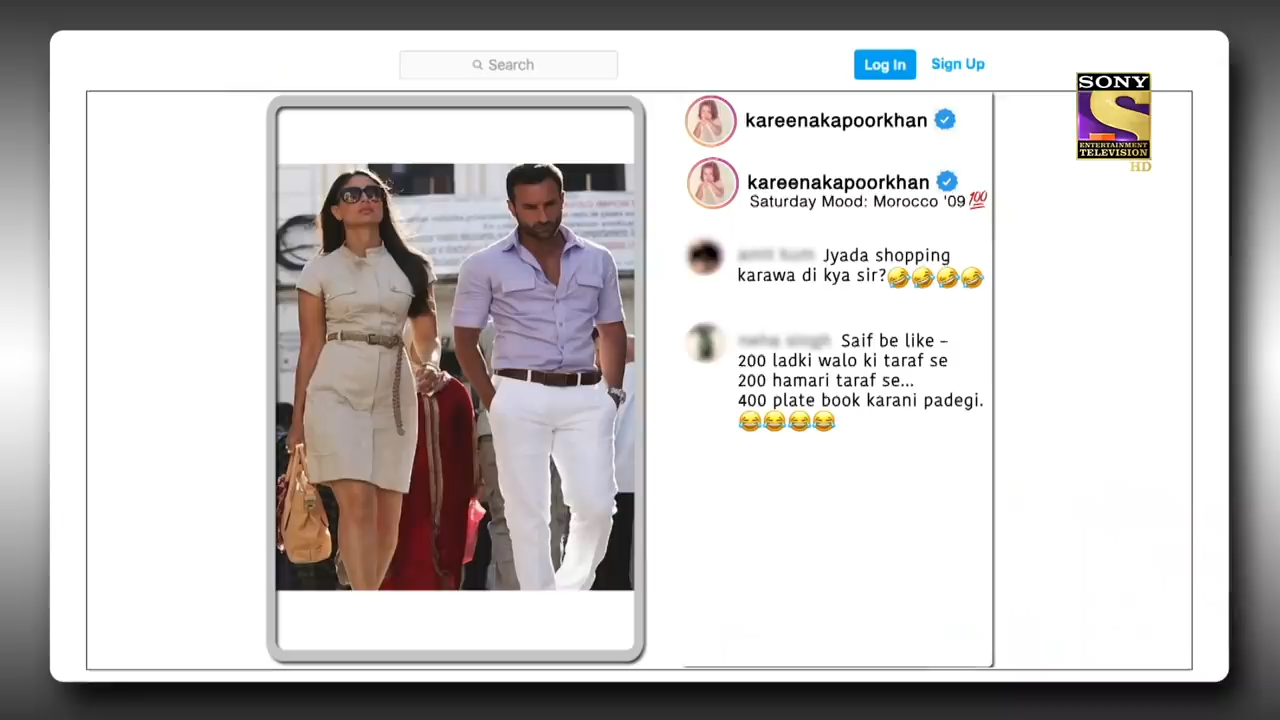 Search
Log In
Sign Up
SONY
ENTERTAINMENT
TELEVISION
HD
kareenakapoorkhan
kareenakapoorkhan
Saturday Mood: Morocco '09💯
Jyada shopping
karawa di kya sir?🤣🤣🤣🤣
Saif be like –
200 ladki walo ki taraf se
200 hamari taraf se...
400 plate book karani padegi.
😂😂😂😂